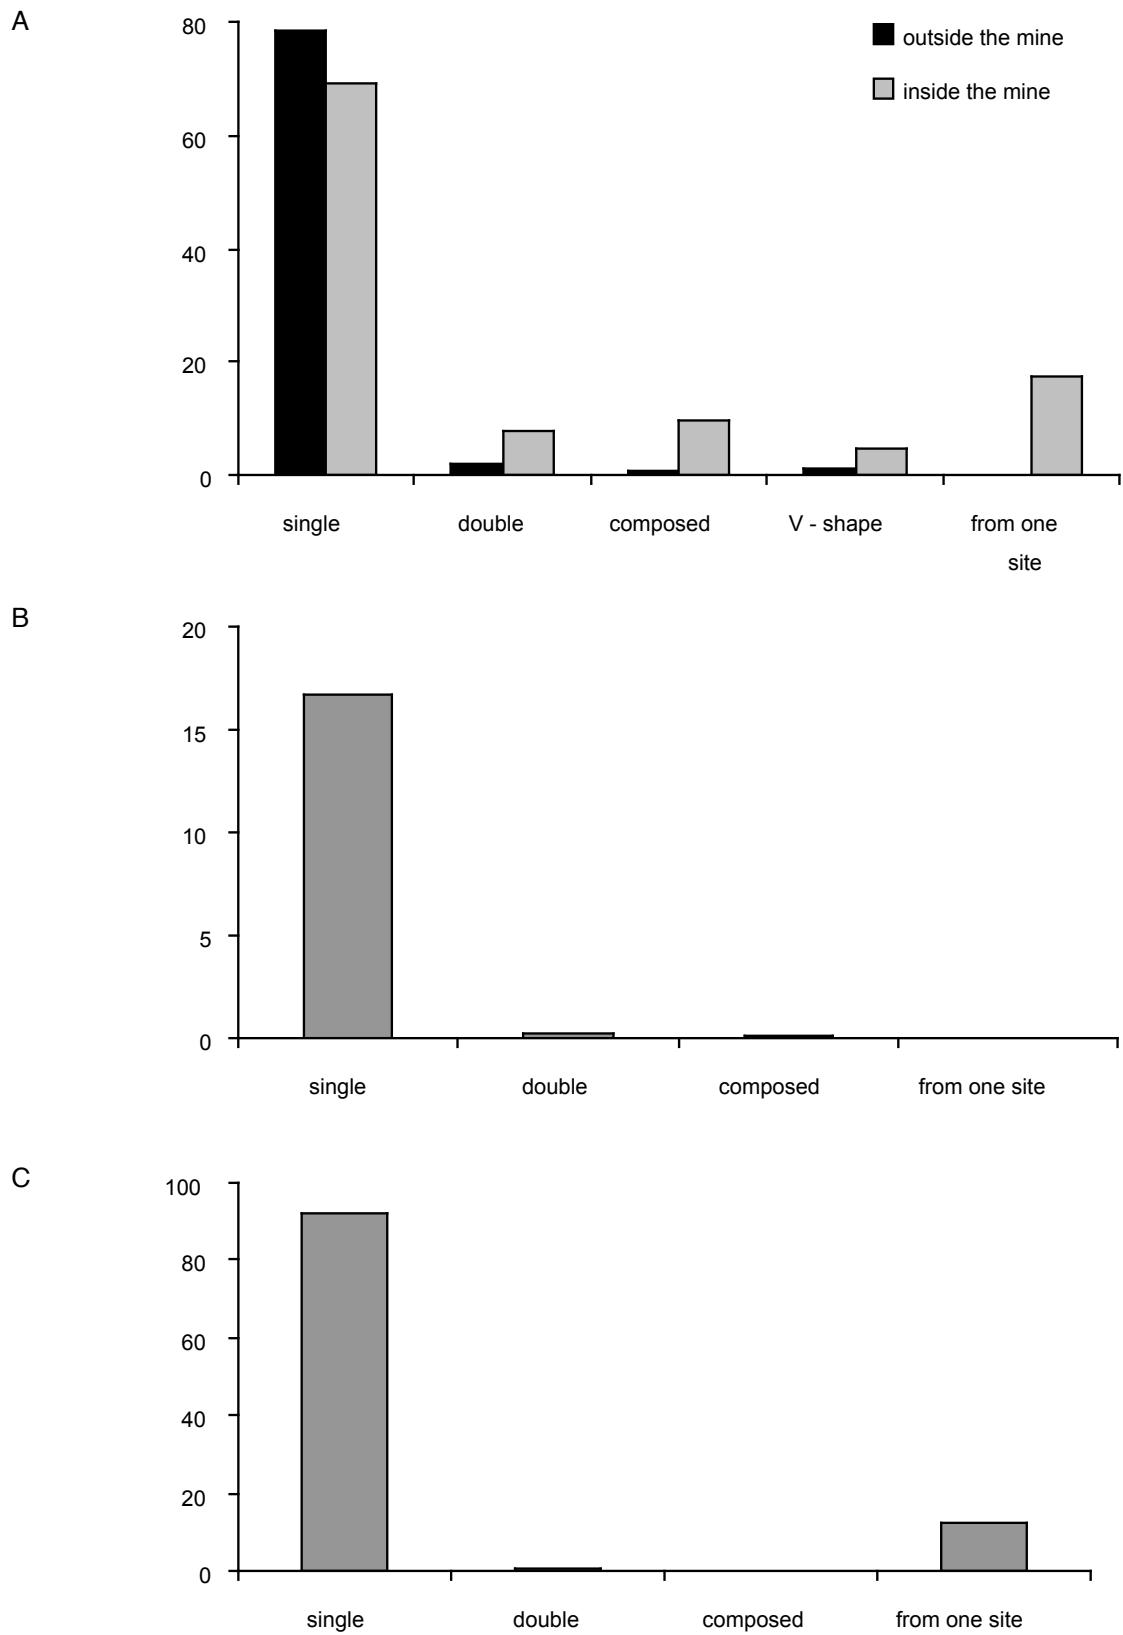 A
80
outside the mine
inside the mine
60
40
20
0
single double composed V - shape from one
site
B
20
15
10
5
0
single double composed from one site
C
100
80
60
40
20
0
single double composed from one site